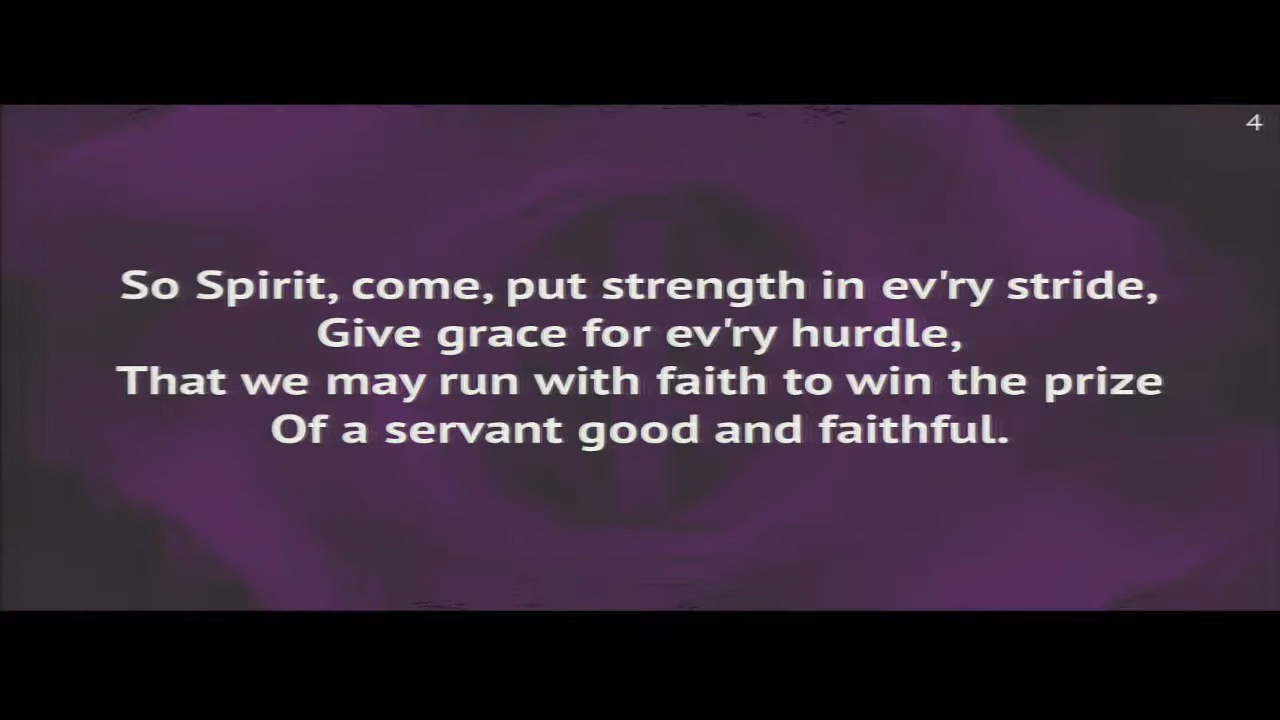 4
So Spirit, come, put strength in ev'ry stride,
Give grace for ev'ry hurdle,
That we may run with faith to win the prize
Of a servant good and faithful.